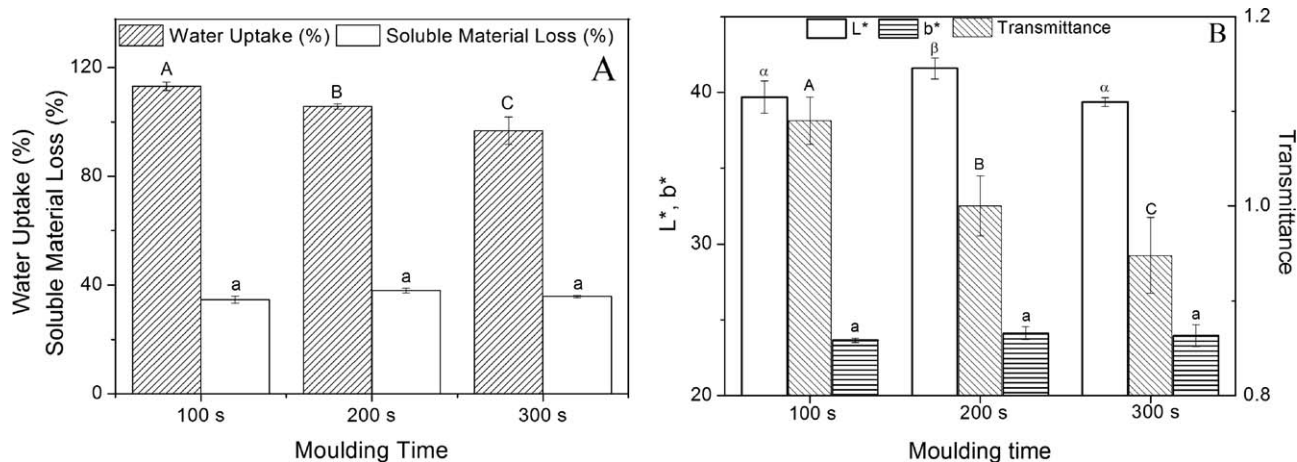 Water Uptake (%) Soluble Material Loss (%)
A
120
80
40
0
Water Uptake (%)
Soluble Material Loss (%)
A
B
C
a
a
a
100 s 200 s 300 s
Moulding Time
L* b* Transmittance
B
40
30
20
L*, b*
1.2
1.0
0.8
Transmittance
α
A
a
β
B
a
α
C
a
100 s 200 s 300 s
Moulding time